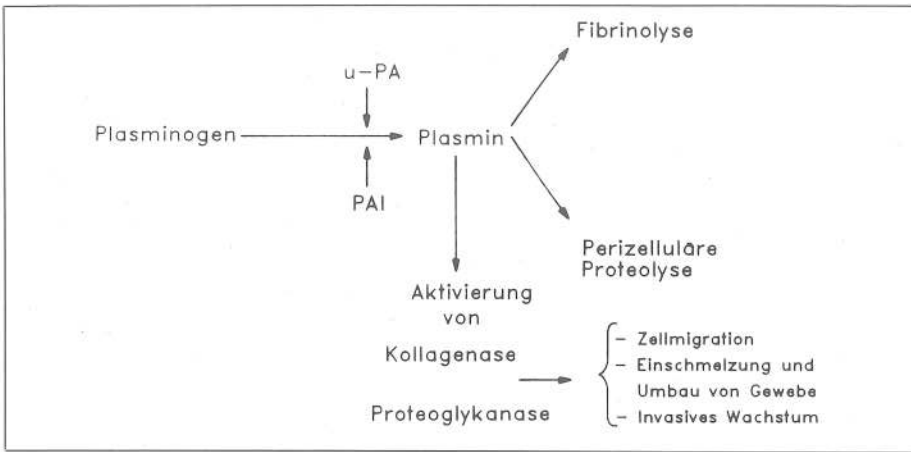 Fibrinolyse
u-PA
Plasminogen
Plasmin
PAI
Perizelluläre
Proteolyse
Aktivierung
von
Kollagenase
Proteoglykanase
- Zellmigration
- Einschmelzung und
Umbau von Gewebe
- Invasives Wachstum